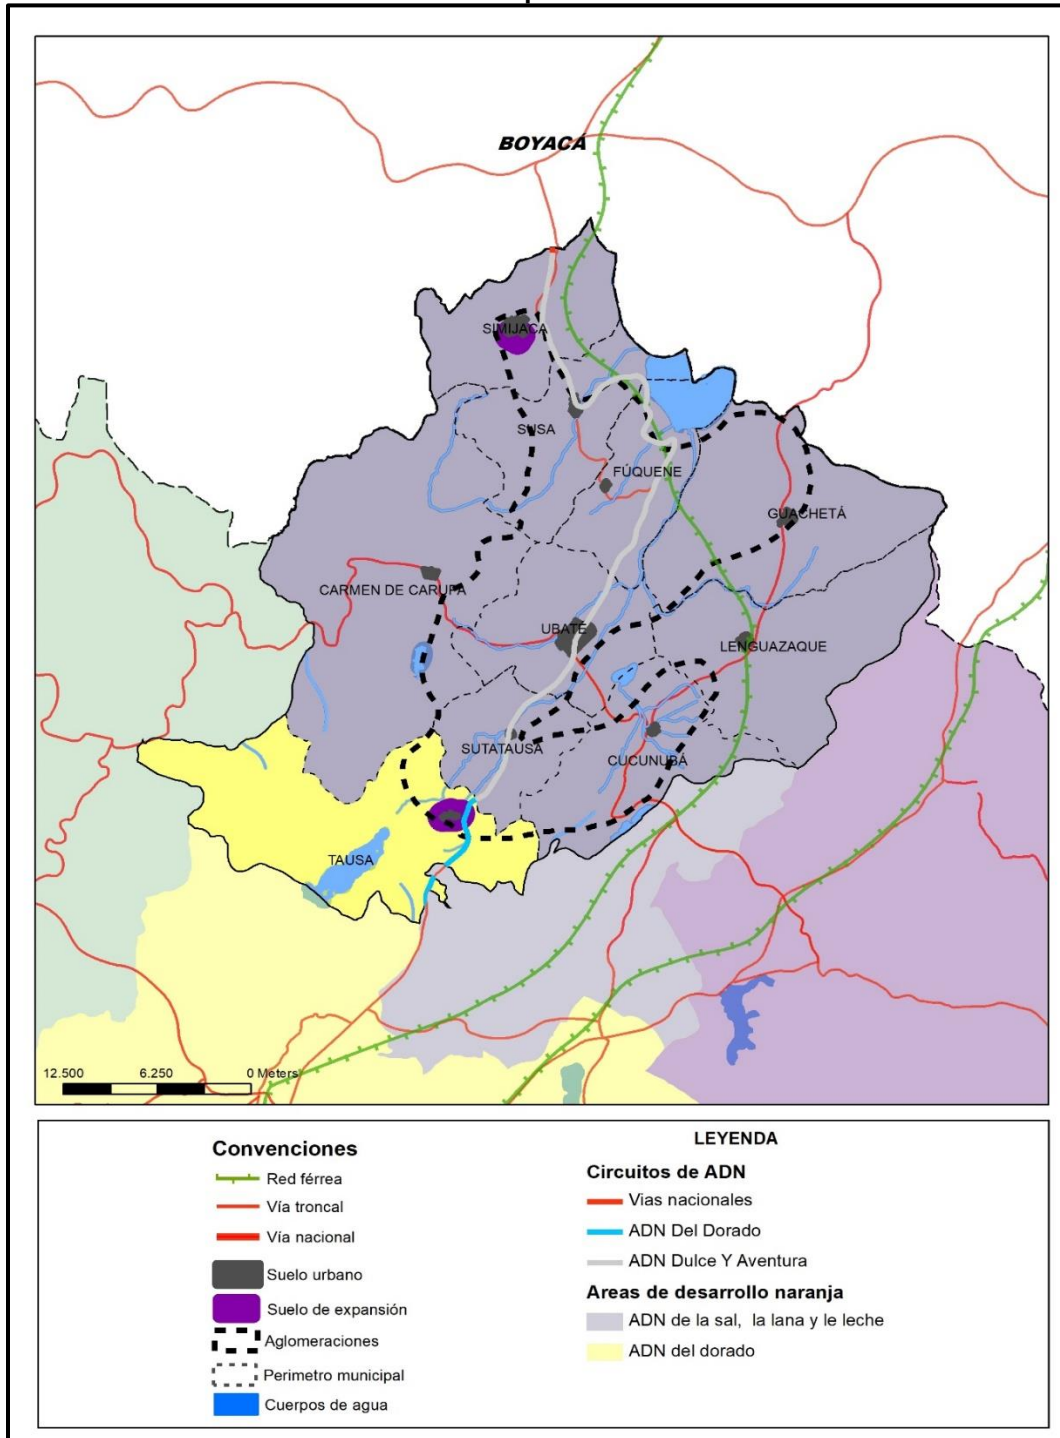 BOYACÁ
SIMIJACA
SUSA
FÚQUENE
GUACHETÁ
CARMEN DE CARUPA
UBATÉ
LENGUAZAQUE
SUTATAUSA
CUCUNUBÁ
TAUSA
12.500 6.250 0 Meters
Convenciones
Red férrea
Vía troncal
Vía nacional
Suelo urbano
Suelo de expansión
Aglomeraciones
Perimetro municipal
Cuerpos de agua
LEYENDA
Circuitos de ADN
Vias nacionales
ADN Del Dorado
ADN Dulce Y Aventura
Areas de desarrollo naranja
ADN de la sal, la lana y le leche
ADN del dorado